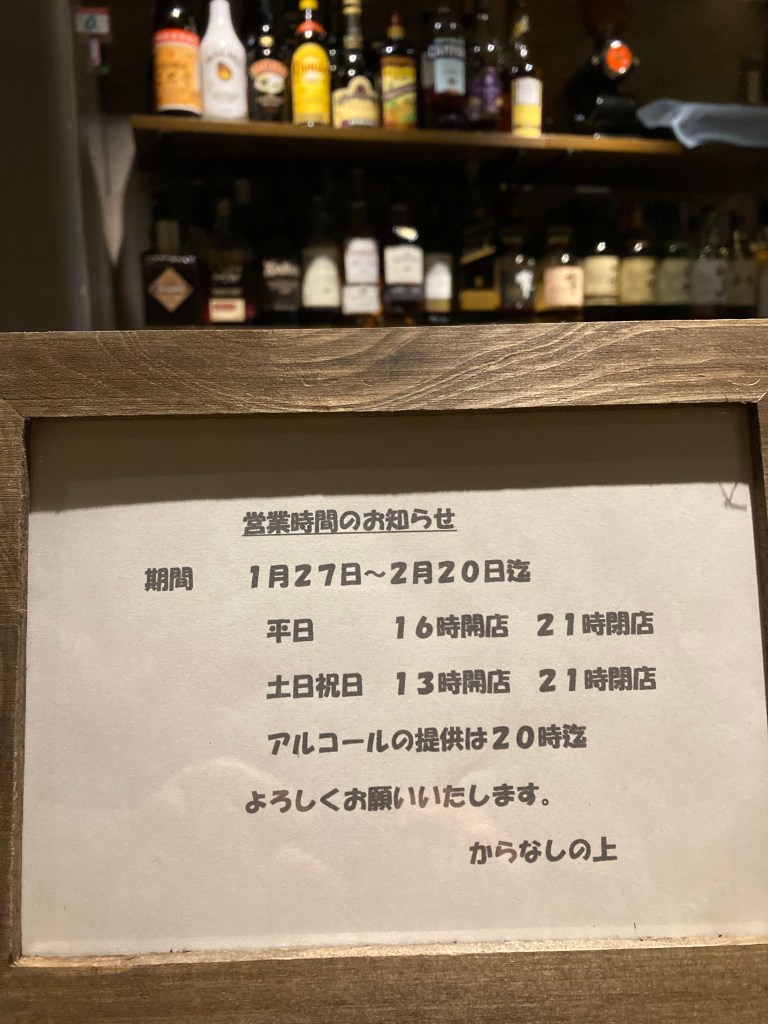 営業時間のお知らせ
期間 1月27日~2月20日迄
平日 16時開店 21時閉店
土日祝日 13時開店 21時閉店
アルコールの提供は20時迄
よろしくお願いいたします。
からなしの上